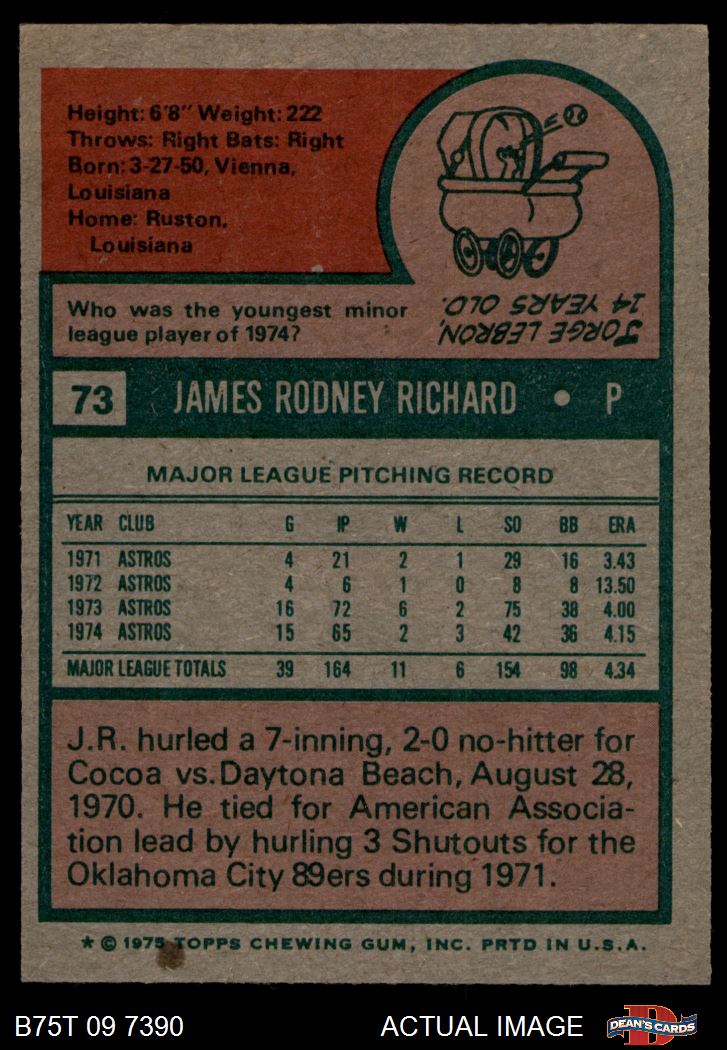 Height: 6'8" Weight: 222
Throws: Right Bats: Right
Born: 3-27-50, Vienna,
Louisiana
Home: Ruston,
Louisiana
Who was the youngest minor
league player of 1974?
JORGE LEBRON,
14 YEARS OLD.
73 JAMES RODNEY RICHARD • P
MAJOR LEAGUE PITCHING RECORD
YEAR CLUB G IP W L SO BB ERA
1971 ASTROS 4 21 2 1 29 16 3.43
1972 ASTROS 4 6 1 0 8 8 13.50
1973 ASTROS 16 72 6 2 75 38 4.00
1974 ASTROS 15 65 2 3 42 36 4.15
MAJOR LEAGUE TOTALS 39 164 11 6 154 98 4.34
J.R. hurled a 7-inning, 2-0 no-hitter for
Cocoa vs. Daytona Beach, August 28,
1970. He tied for American Associa-
tion lead by hurling 3 Shutouts for the
Oklahoma City 89ers during 1971.
* © 1975 TOPPS CHEWING GUM, INC. PRTD IN U.S.A.
B75T 09 7390 ACTUAL IMAGE
D
DEAN'S CARDS